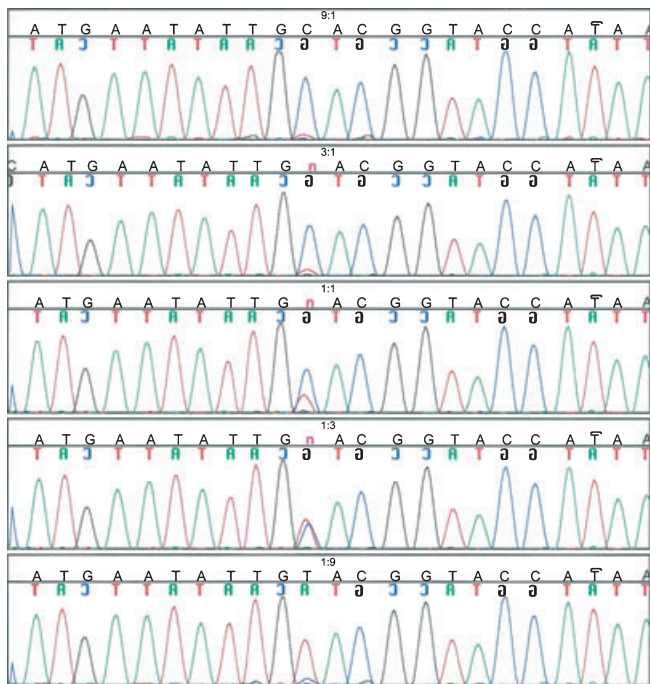 9:1
A T G A A T A T T G C A C G G T A C C A T A A
T A C T T A T A A C G T G C C A T G G T A T T
3:1
C A T G A A T A T T G n A C G G T A C C A T A A
G T A C T T A T A A C G T G C C A T G G T A T T
1:1
A T G A A T A T T G n A C G G T A C C A T A A
T A C T T A T A A C G T G C C A T G G T A T T
1:3
A T G A A T A T T G n A C G G T A C C A T A A
T A C T T A T A A C G T G C C A T G G T A T T
1:9
A T G A A T A T T G T A C G G T A C C A T A A
T A C T T A T A A C A T G C C A T G G T A T T